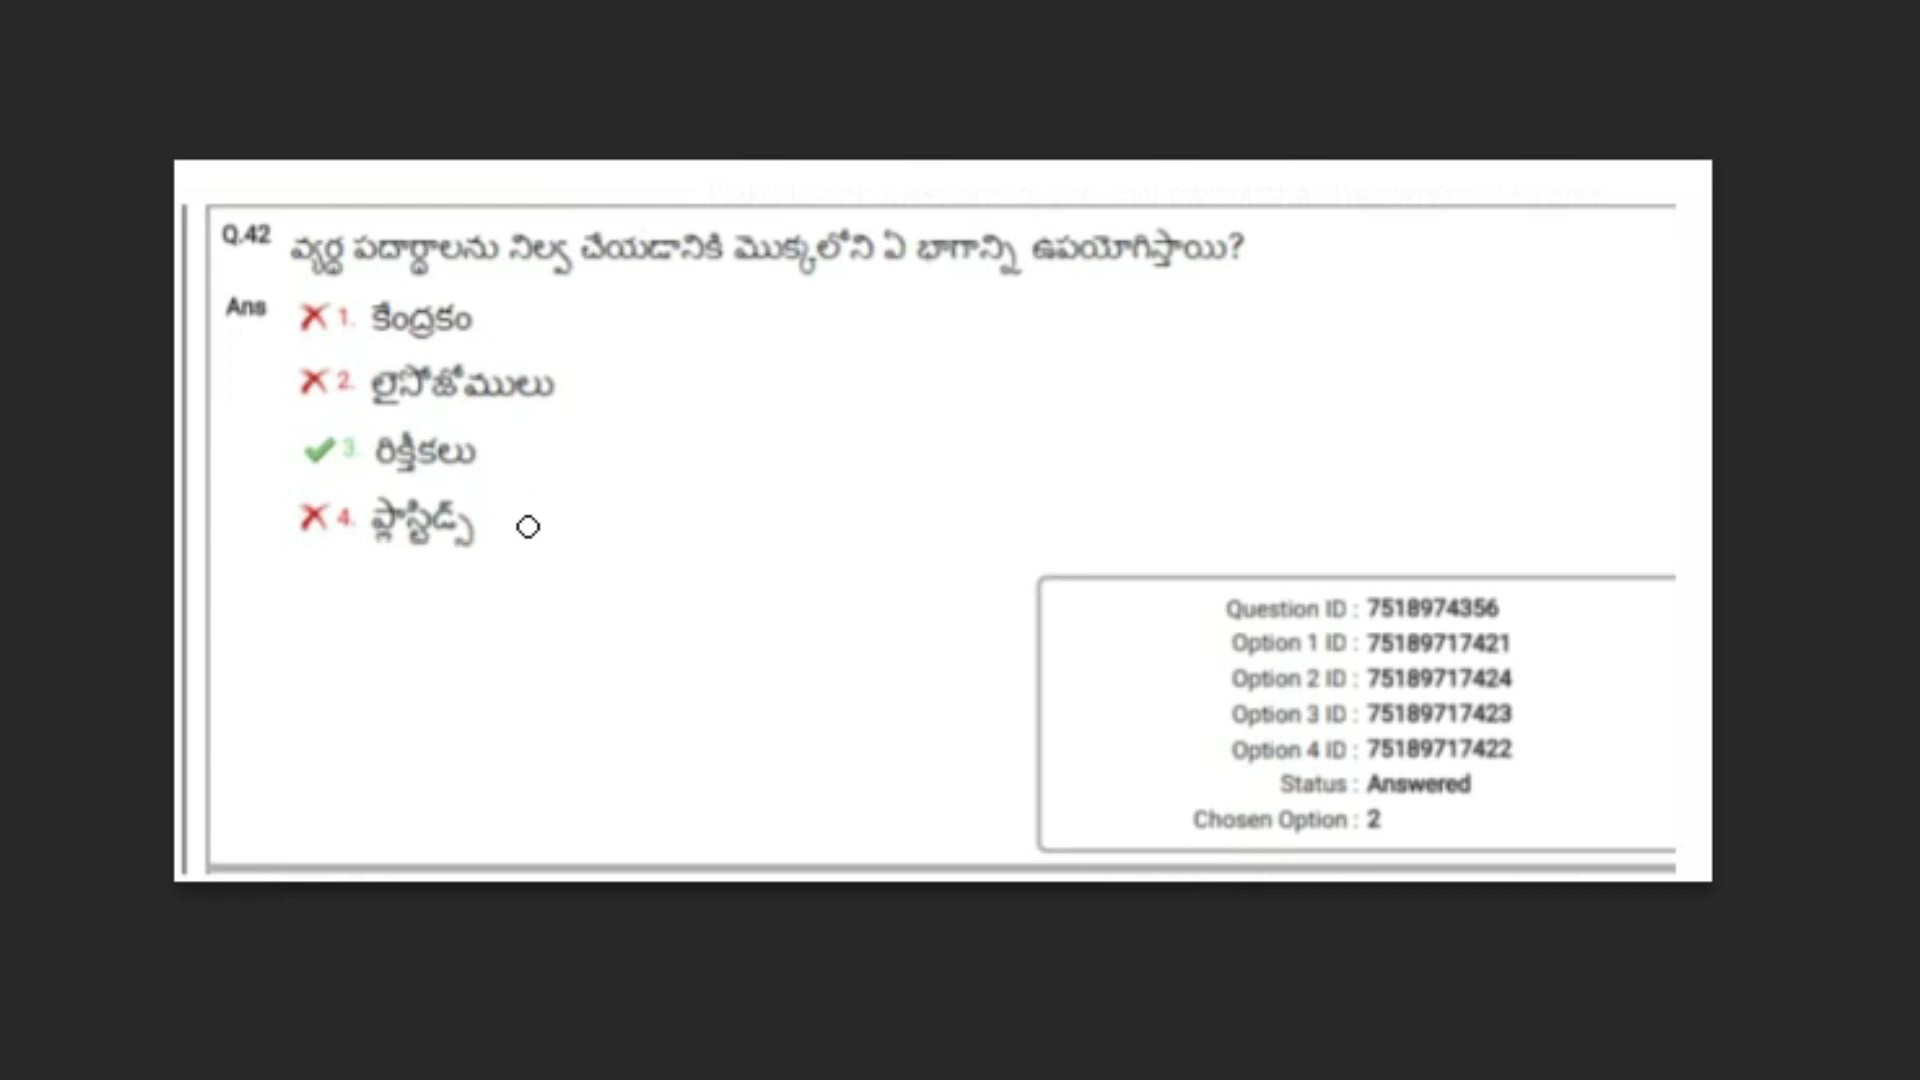 Q.42 వ్యర్థ పదార్థాలను నిల్వ చేయడానికి మొక్కలోని ఏ భాగాన్ని ఉపయోగిస్తాయి?
Ans 1. కేంద్రకం
2. లైసోజోములు
3. రిక్తికలు
4. ప్లాస్టిడ్స్
Question ID : 7518974356
Option 1 ID : 75189717421
Option 2 ID : 75189717424
Option 3 ID : 75189717423
Option 4 ID : 75189717422
Status : Answered
Chosen Option : 2